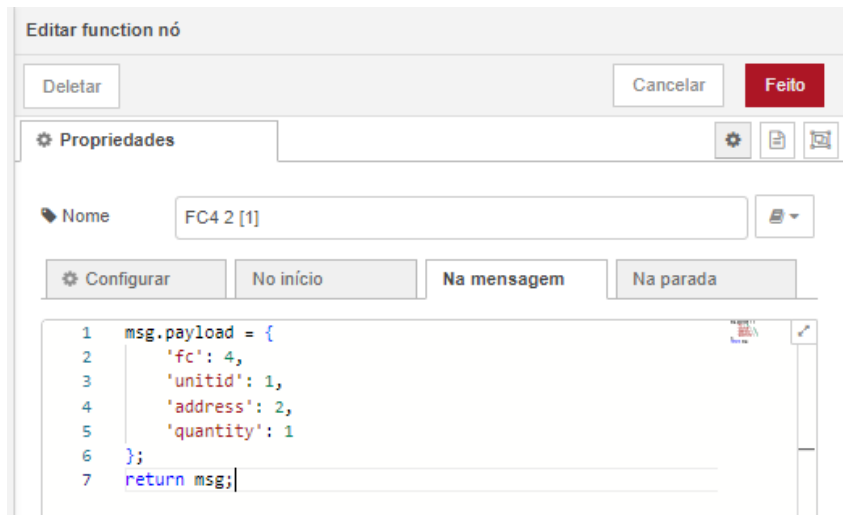 Editar function nó
Deletar Cancelar Feito
Propriedades
Nome FC4 2 [1]
Configurar No início Na mensagem Na parada
1 msg.payload = {
2 'fc': 4,
3 'unitid': 1,
4 'address': 2,
5 'quantity': 1
6 };
7 return msg;